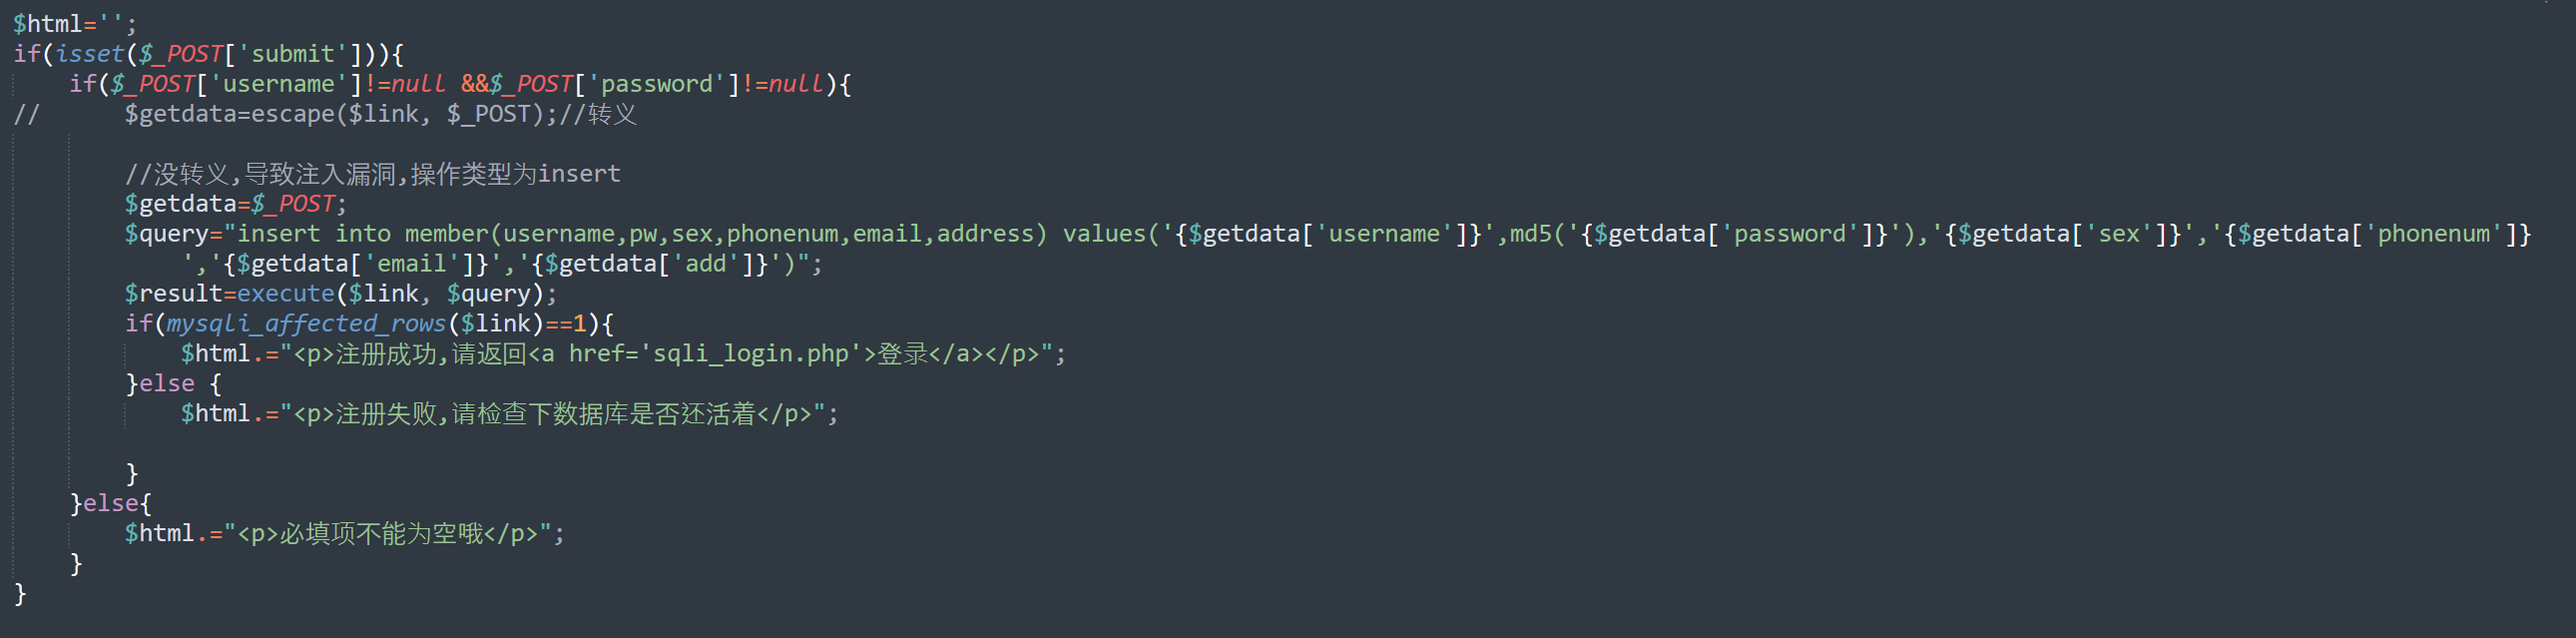 $html='';
if(isset($_POST['submit'])){
    if($_POST['username']!=null &&$_POST['password']!=null){
//      $getdata=escape($link, $_POST);//转义
        //没转义,导致注入漏洞,操作类型为insert
        $getdata=$_POST;
        $query="insert into member(username,pw,sex,phonenum,email,address) values('{$getdata['username']}',md5('{$getdata['password']}'),'{$getdata['sex']}','{$getdata['phonenum']}
            ','{$getdata['email']}','{$getdata['add']}')";
        $result=execute($link, $query);
        if(mysqli_affected_rows($link)==1){
            $html.="<p>注册成功,请返回<a href='sqli_login.php'>登录</a></p>";
        }else {
            $html.="<p>注册失败,请检查下数据库是否还活着</p>";
        }
    }else{
        $html.="<p>必填项不能为空哦</p>";
    }
}